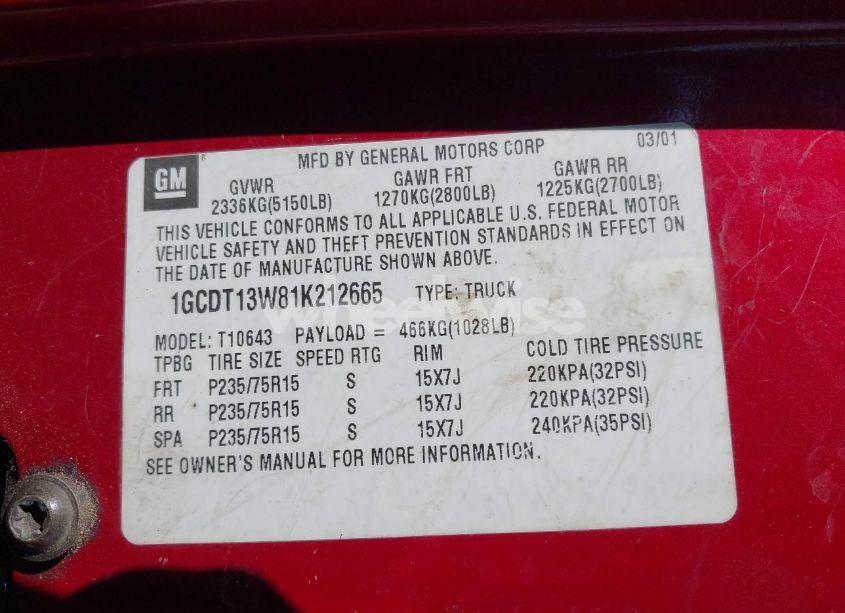 MFD BY GENERAL MOTORS CORP 03/01
GM ®
GVWR GAWR FRT GAWR RR
2336KG(5150LB) 1270KG(2800LB) 1225KG(2700LB)
THIS VEHICLE CONFORMS TO ALL APPLICABLE U.S. FEDERAL MOTOR
VEHICLE SAFETY AND THEFT PREVENTION STANDARDS IN EFFECT ON
THE DATE OF MANUFACTURE SHOWN ABOVE.
1GCDT13W81K212665 TYPE: TRUCK
wheelwise
MODEL: T10643 PAYLOAD = 466KG(1028LB)
TPBG TIRE SIZE SPEED RTG RIM COLD TIRE PRESSURE
FRT P235/75R15 S 15X7J 220KPA(32PSI)
RR P235/75R15 S 15X7J 220KPA(32PSI)
SPA P235/75R15 S 15X7J 240KPA(35PSI)
SEE OWNER'S MANUAL FOR MORE INFORMATION.